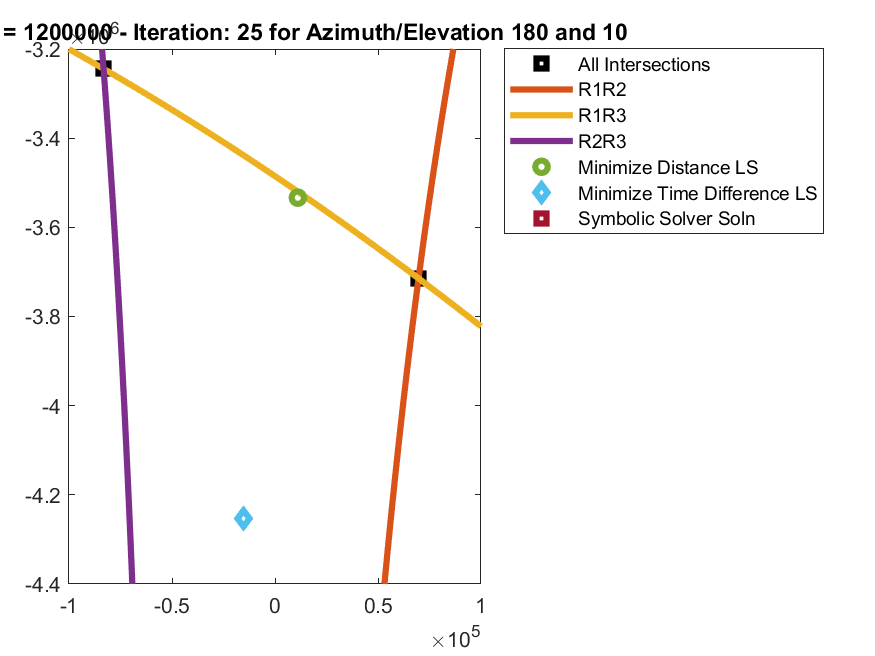 = 1200000 - Iteration: 25 for Azimuth/Elevation 180 and 10
×10^6
-3.2
-3.4
-3.6
-3.8
-4
-4.2
-4.4
-1
-0.5
0
0.5
1
×10^5
All Intersections
R1R2
R1R3
R2R3
Minimize Distance LS
Minimize Time Difference LS
Symbolic Solver Soln